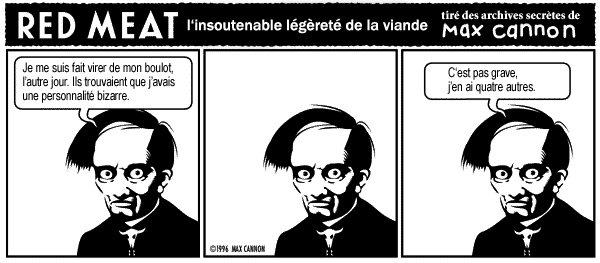 RED MEAT l'insoutenable légèreté de la viande
tiré des archives secrètes de
max cannon
Je me suis fait virer de mon boulot,
l'autre jour. Ils trouvaient que j'avais
une personnalité bizarre.
©1996 MAX CANNON
C'est pas grave,
j'en ai quatre autres.